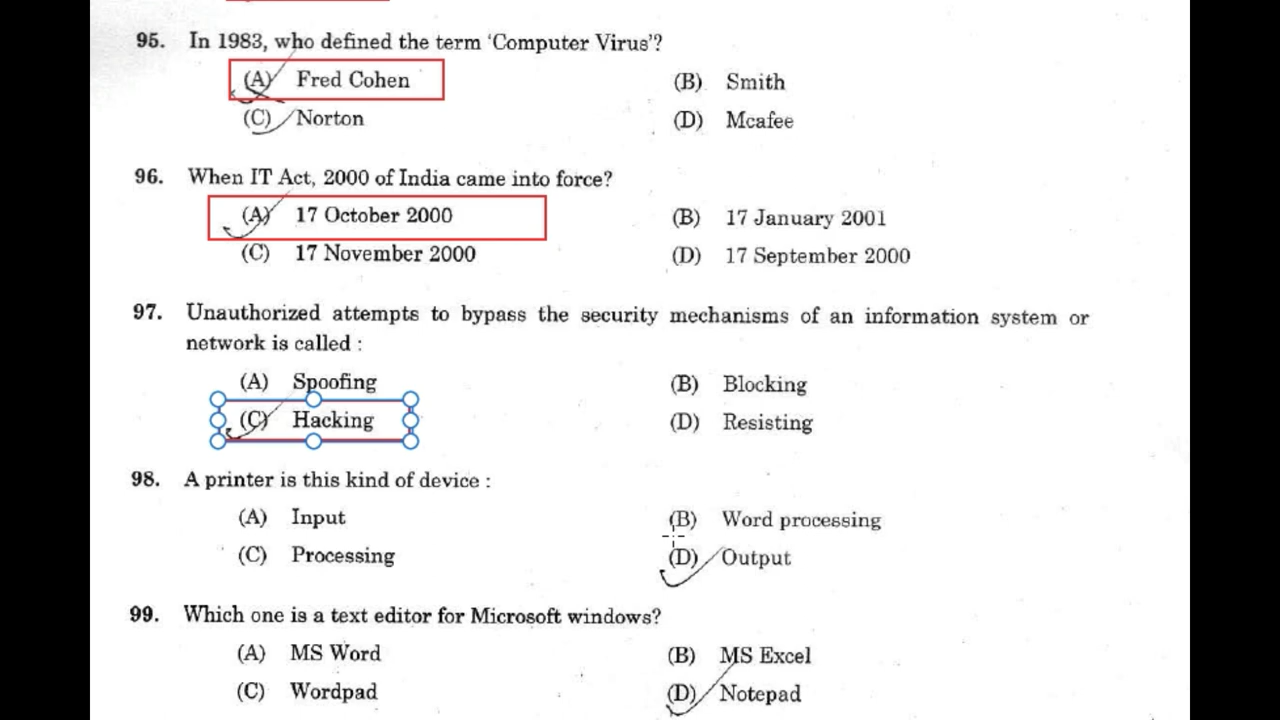 95. In 1983, who defined the term 'Computer Virus'?
(A) Fred Cohen (B) Smith
(C) Norton (D) Mcafee
96. When IT Act, 2000 of India came into force?
(A) 17 October 2000 (B) 17 January 2001
(C) 17 November 2000 (D) 17 September 2000
97. Unauthorized attempts to bypass the security mechanisms of an information system or
network is called :
(A) Spoofing (B) Blocking
(C) Hacking (D) Resisting
98. A printer is this kind of device :
(A) Input (B) Word processing
(C) Processing (D) Output
99. Which one is a text editor for Microsoft windows?
(A) MS Word (B) MS Excel
(C) Wordpad (D) Notepad